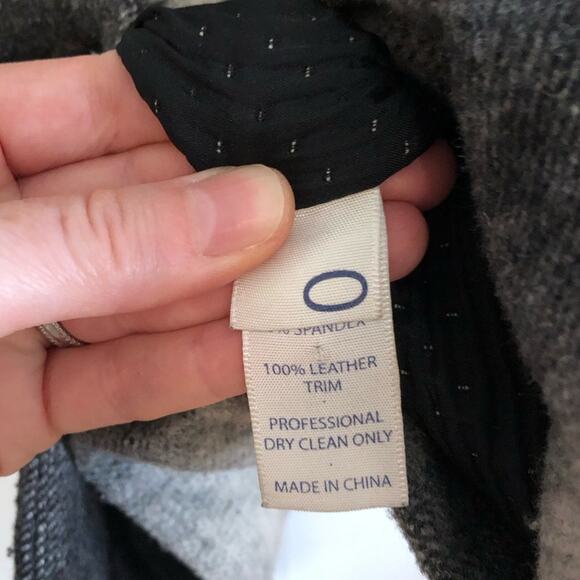 0
% SPANDEX
100% LEATHER
TRIM
PROFESSIONAL
DRY CLEAN ONLY
MADE IN CHINA